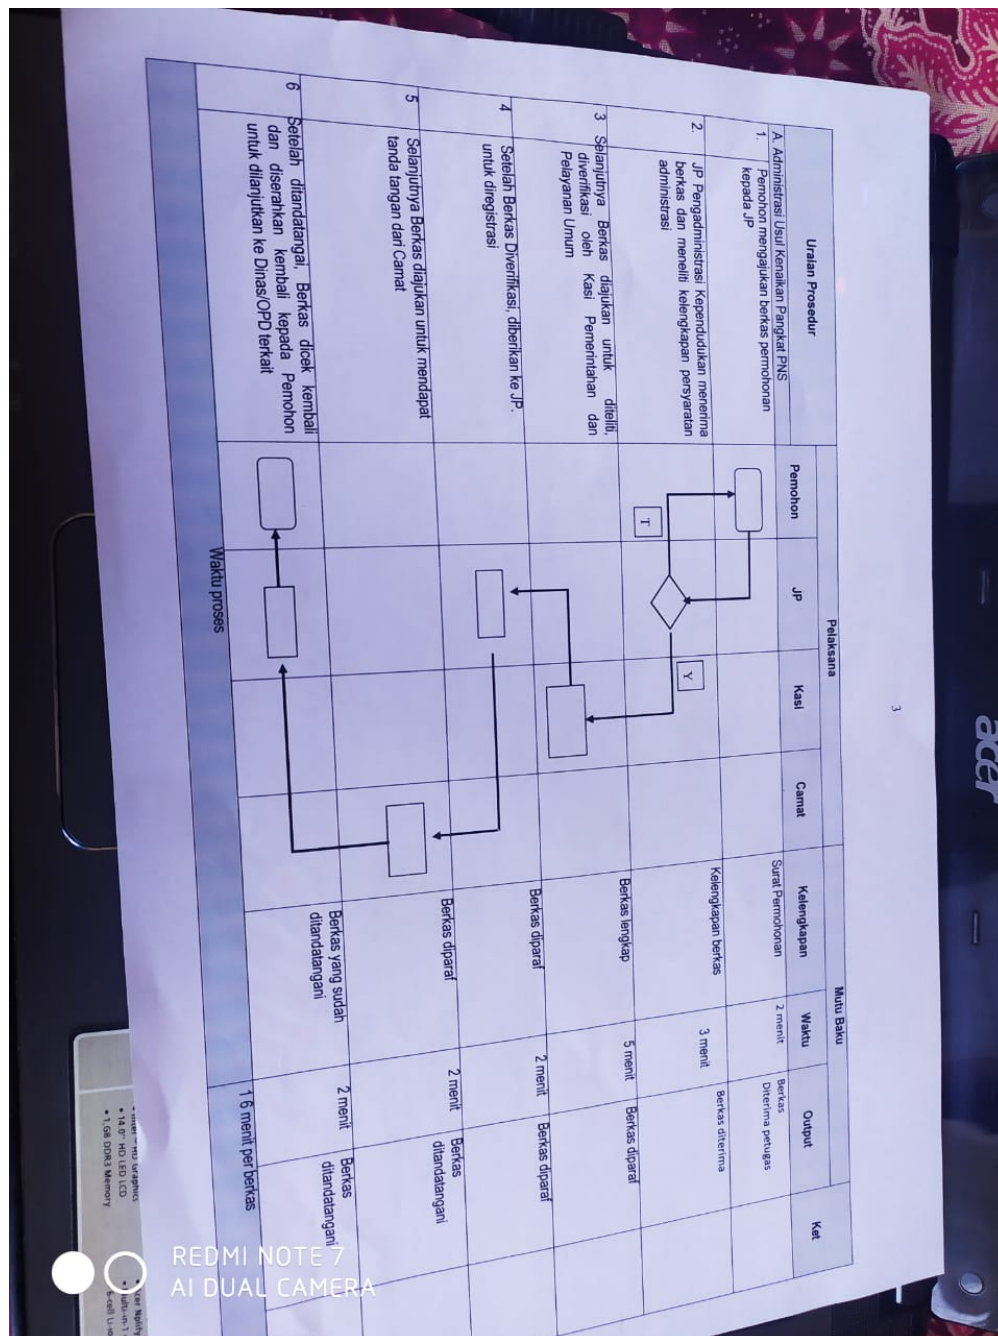 3
Uraian Prosedur
Pelaksana
Mutu Baku
Pemohon
JP
Kasi
Camat
Kelengkapan
Waktu
Output
Ket
A. Administrasi Usul Kenaikan Pangkat PNS
1.
Pemohon mengajukan berkas permohonan
kepada JP
Surat Permohonan
2 menit
Berkas
Diterima petugas
2.
JP Pengadministrasi Kependudukan menerima
berkas dan meneliti kelengkapan persyaratan
administrasi
T
Y
Kelengkapan berkas
3 menit
Berkas diterima
3
Selanjutnya Berkas diajukan untuk diteliti,
diverifikasi oleh Kasi Pemerintahan dan
Pelayanan Umum
Berkas lengkap
5 menit
Berkas diparaf
4
Setelah Berkas Diverifikasi, diberikan ke JP.
untuk diregistrasi
Berkas diparaf
2 menit
Berkas diparaf
5
Selanjutnya Berkas diajukan untuk mendapat
tanda tangan dari Camat
Berkas diparaf
2 menit
Berkas
ditandatangani
6
Setelah ditandatangai, Berkas dicek kembali
dan diserahkan kembali kepada Pemohon
untuk dilanjutkan ke Dinas/OPD terkait
Berkas yang sudah
ditandatangani
2 menit
Berkas
ditandatangani
Waktu proses
1 6 menit per berkas
acer
HD Graphics
• 14.0" HD LED LCD
• 1 GB DDR3 Memory
REDMI NOTE 7
AI DUAL CAMERA